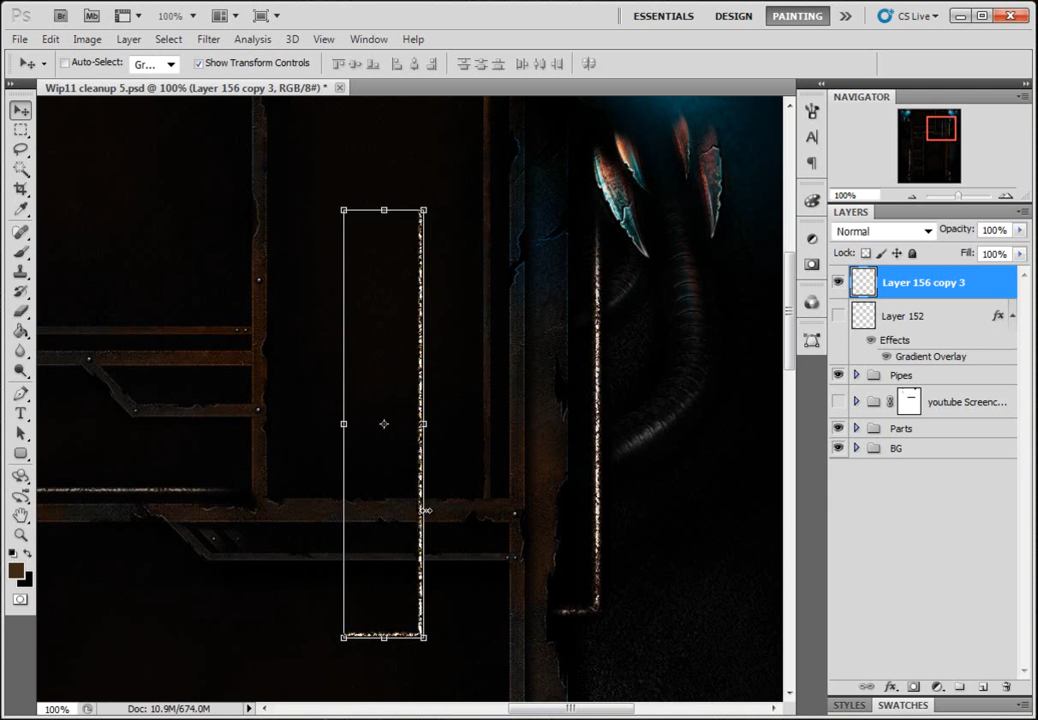 Ps Br Mb 100% ESSENTIALS DESIGN PAINTING CS Live
File Edit Image Layer Select Filter Analysis 3D View Window Help
Auto-Select: Gr... Show Transform Controls
Wip11 cleanup 5.psd @ 100% (Layer 156 copy 3, RGB/8#) *
NAVIGATOR
100%
LAYERS
Normal Opacity: 100%
Lock: Fill: 100%
Layer 156 copy 3
Layer 152 fx
Effects
Gradient Overlay
Pipes
youtube Screenc...
Parts
BG
100% Doc: 10.9M/674.0M
STYLES SWATCHES